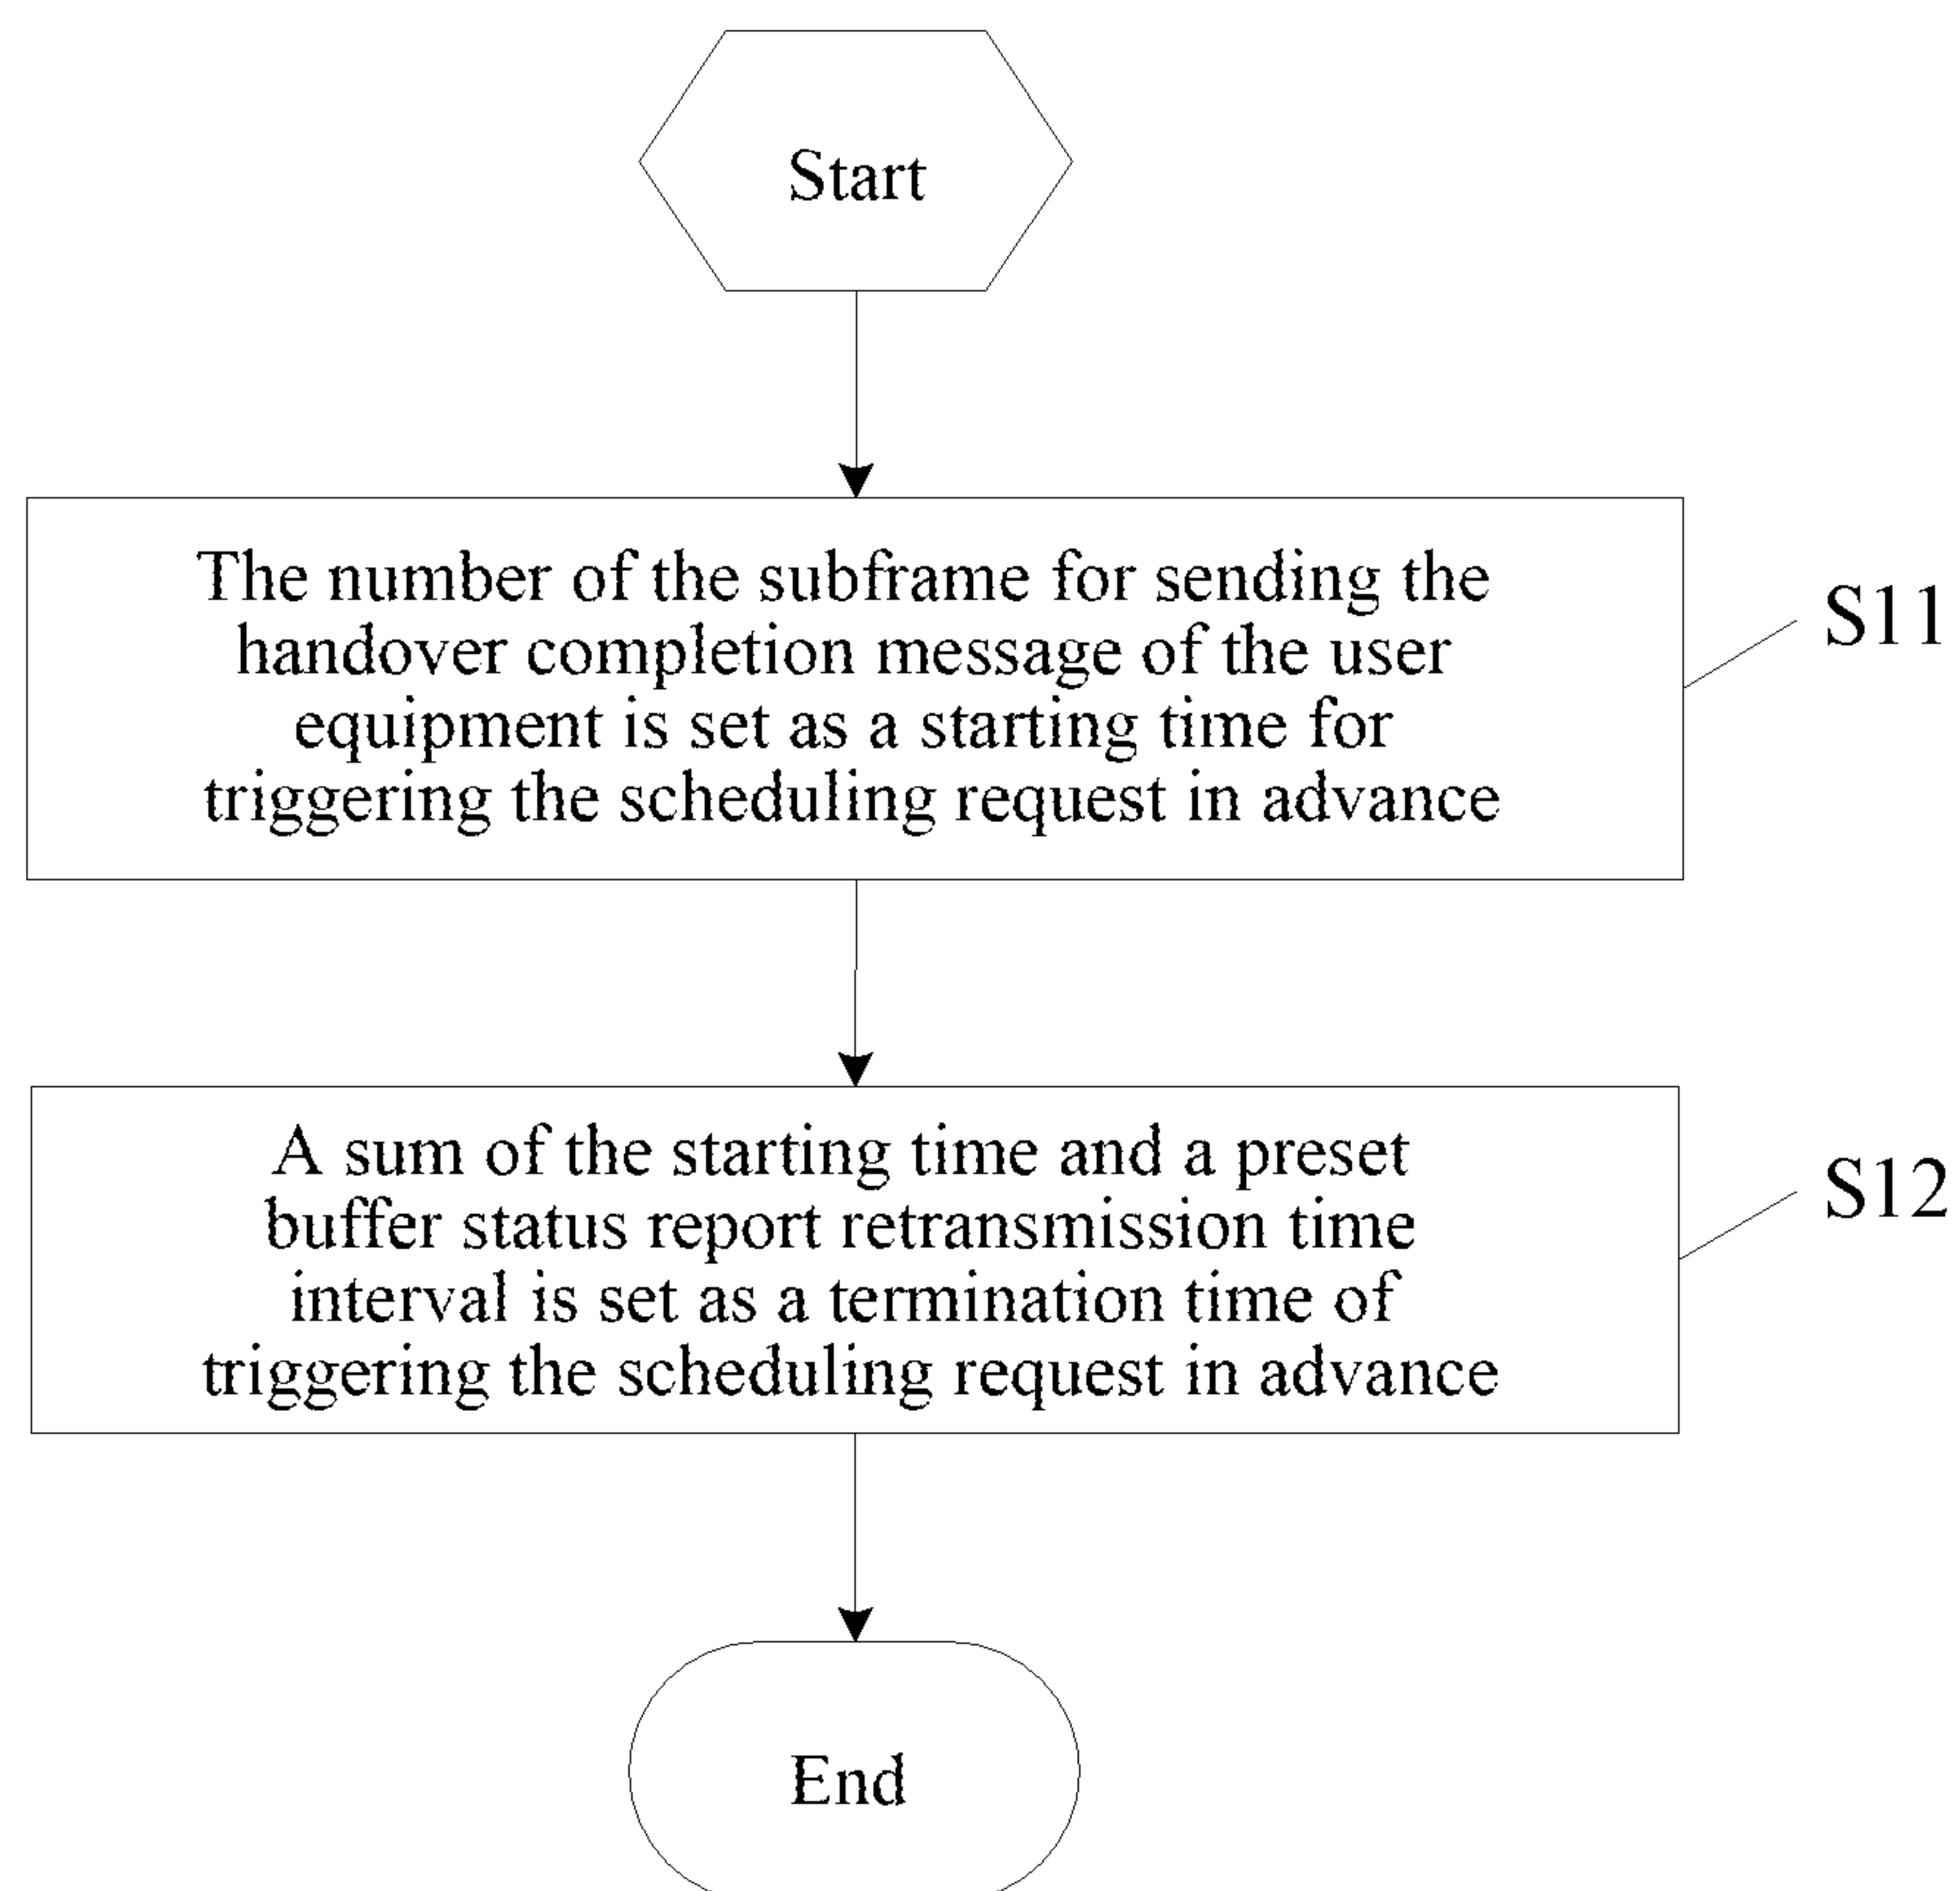 Start
The number of the subframe for sending the
handover completion message of the user
equipment is set as a starting time for
triggering the scheduling request in advance
S11
A sum of the starting time and a preset
buffer status report retransmission time
interval is set as a termination time of
triggering the scheduling request in advance
S12
End